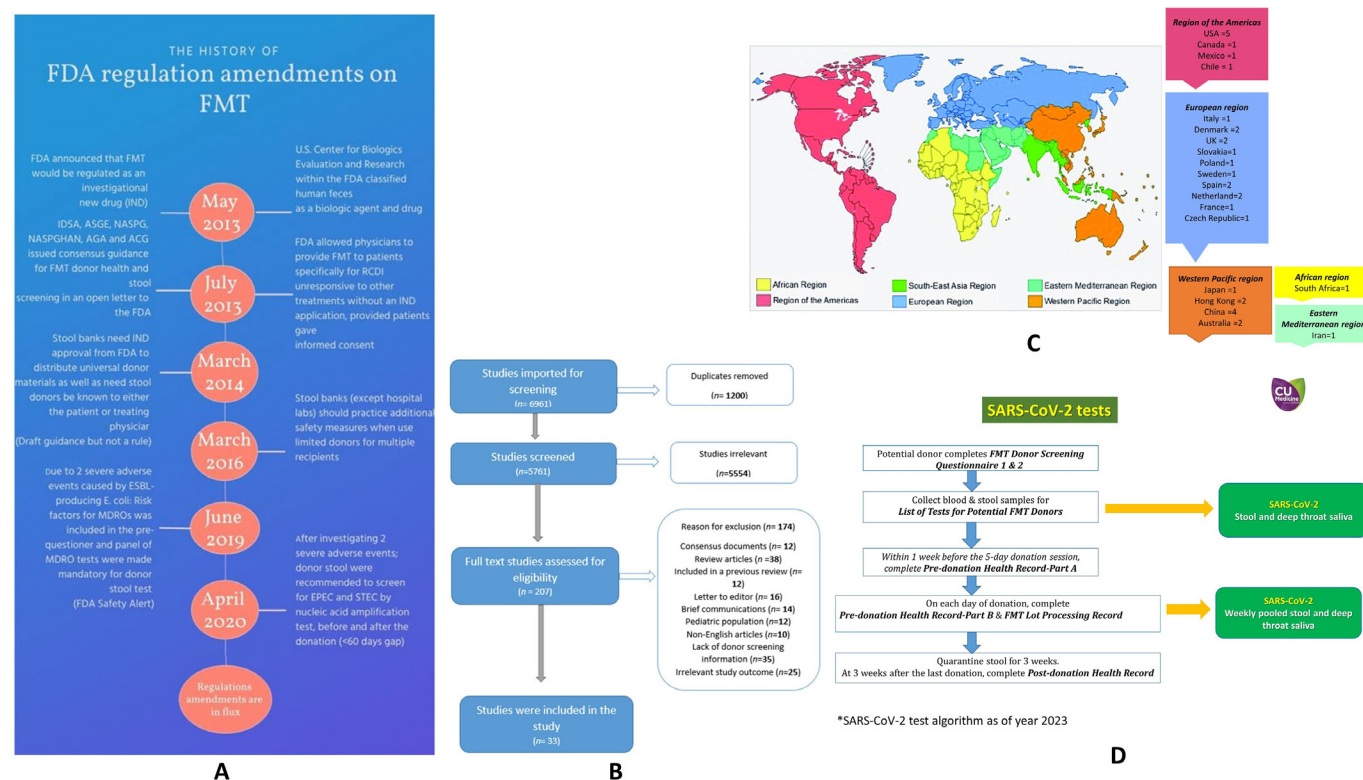 THE HISTORY OF
FDA regulation amendments on
FMT
FDA announced that FMT
would be regulated as an
investigational
new drug (IND)
U.S. Center for Biologics
Evaluation and Research
within the FDA classified
human feces
as a biologic agent and drug
May
2013
IDSA, ASGE, NASPG,
NASPGHAN, AGA and ACG
issued consensus guidance
for FMT donor health and
stool
screening in an open letter to
the FDA
FDA allowed physicians to
provide FMT to patients
specifically for RCDI
unresponsive to other
treatments without an IND
application, provided patients
gave
informed consent
July
2013
Stool banks need IND
approval from FDA to
distribute universal donor
materials as well as need stool
donors be known to either
the patient or treating
physiciar
(Draft guidance but not a rule)
March
2014
Stool banks (except hospital
labs) should practice additional
safety measures when use
limited donors for multiple
recipients
March
2016
Due to 2 severe adverse
events caused by ESBL-
producing E. coli: Risk
factors for MDROs was
included in the pre-
questioner and panel of
MDRO tests were made
mandatory for donor
stool test
(FDA Safety Alert)
June
2019
After investigating 2
severe adverse events;
donor stool were
recommended to screen
for EPEC and STEC by
nucleic acid amplification
test, before and after the
donation (<60 days gap)
April
2020
Regulations
amendments are
in flux
A
Studies imported for
screening
(n= 6961)
Duplicates removed
(n= 1200)
Studies screened
(n=5761)
Studies irrelevant
(n=5554)
Full text studies assessed for
eligibility
(n = 207)
Reason for exclusion (n= 174)
Consensus documents (n= 12)
Review articles (n=38)
Included in a previous review (n=
12)
Letter to editor (n= 16)
Brief communications (n= 14)
Pediatric population (n=12)
Non-English articles (n=10)
Lack of donor screening
information (n=35)
Irrelevant study outcome (n=25)
Studies were included in the
study
(n= 33)
B
African Region
Region of the Americas
South-East Asia Region
European Region
Eastern Mediterranean Region
Western Pacific Region
C
Region of the Americas
USA =5
Canada =1
Mexico =1
Chile = 1
European region
Italy =1
Denmark =2
UK =2
Slovakia=1
Poland=1
Sweden=1
Spain=2
Netherland=2
France=1
Czech Republic=1
Western Pacific region
Japan =1
Hong Kong =2
China =4
Australia =2
African region
South Africa=1
Eastern
Mediterranean region
Iran=1
CU
Medicine
SARS-CoV-2 tests
Potential donor completes FMT Donor Screening
Questionnaire 1 & 2
Collect blood & stool samples for
List of Tests for Potential FMT Donors
SARS-CoV-2
Stool and deep throat saliva
Within 1 week before the 5-day donation session,
complete Pre-donation Health Record-Part A
On each day of donation, complete
Pre-donation Health Record-Part B & FMT Lot Processing Record
SARS-CoV-2
Weekly pooled stool and deep
throat saliva
Quarantine stool for 3 weeks.
At 3 weeks after the last donation, complete Post-donation Health Record
*SARS-CoV-2 test algorithm as of year 2023
D